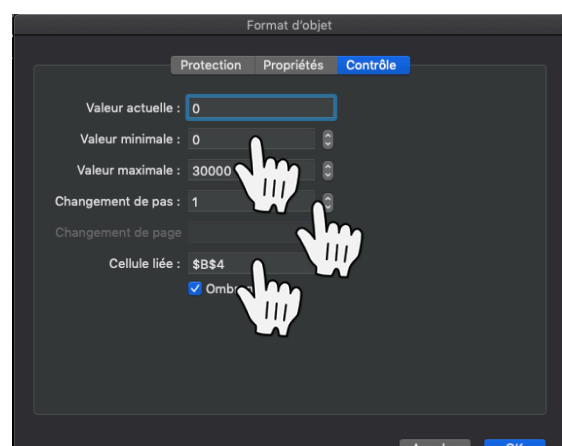 Format d'objet
Protection Propriétés Contrôle
Valeur actuelle : 0
Valeur minimale : 0
Valeur maximale : 30000
Changement de pas : 1
Changement de page
Cellule liée : $B$4